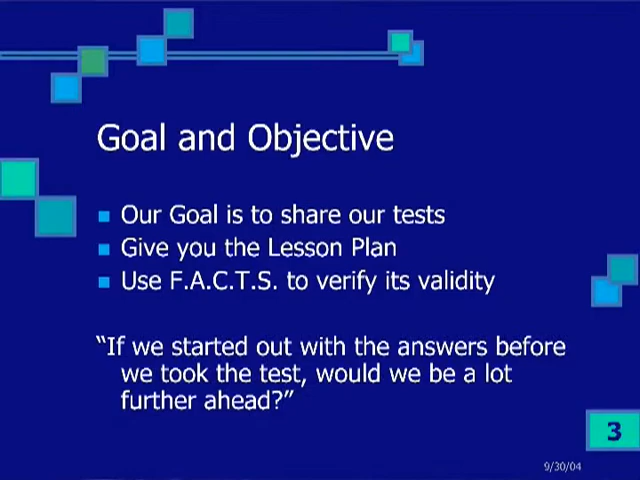 Goal and Objective
Our Goal is to share our tests
Give you the Lesson Plan
Use F.A.C.T.S. to verify its validity
“If we started out with the answers before
we took the test, would we be a lot
further ahead?”
3
9/30/04